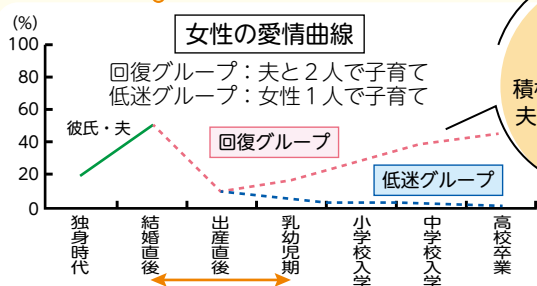 (%)
女性の愛情曲線
100
80
60
40
20
0
回復グループ：夫と２人で子育て
低迷グループ：女性１人で子育て
彼氏・夫
回復グループ
低迷グループ
独身時代
結婚直後
出産直後
乳幼児期
小学校入学
中学校入学
高校卒業
夫